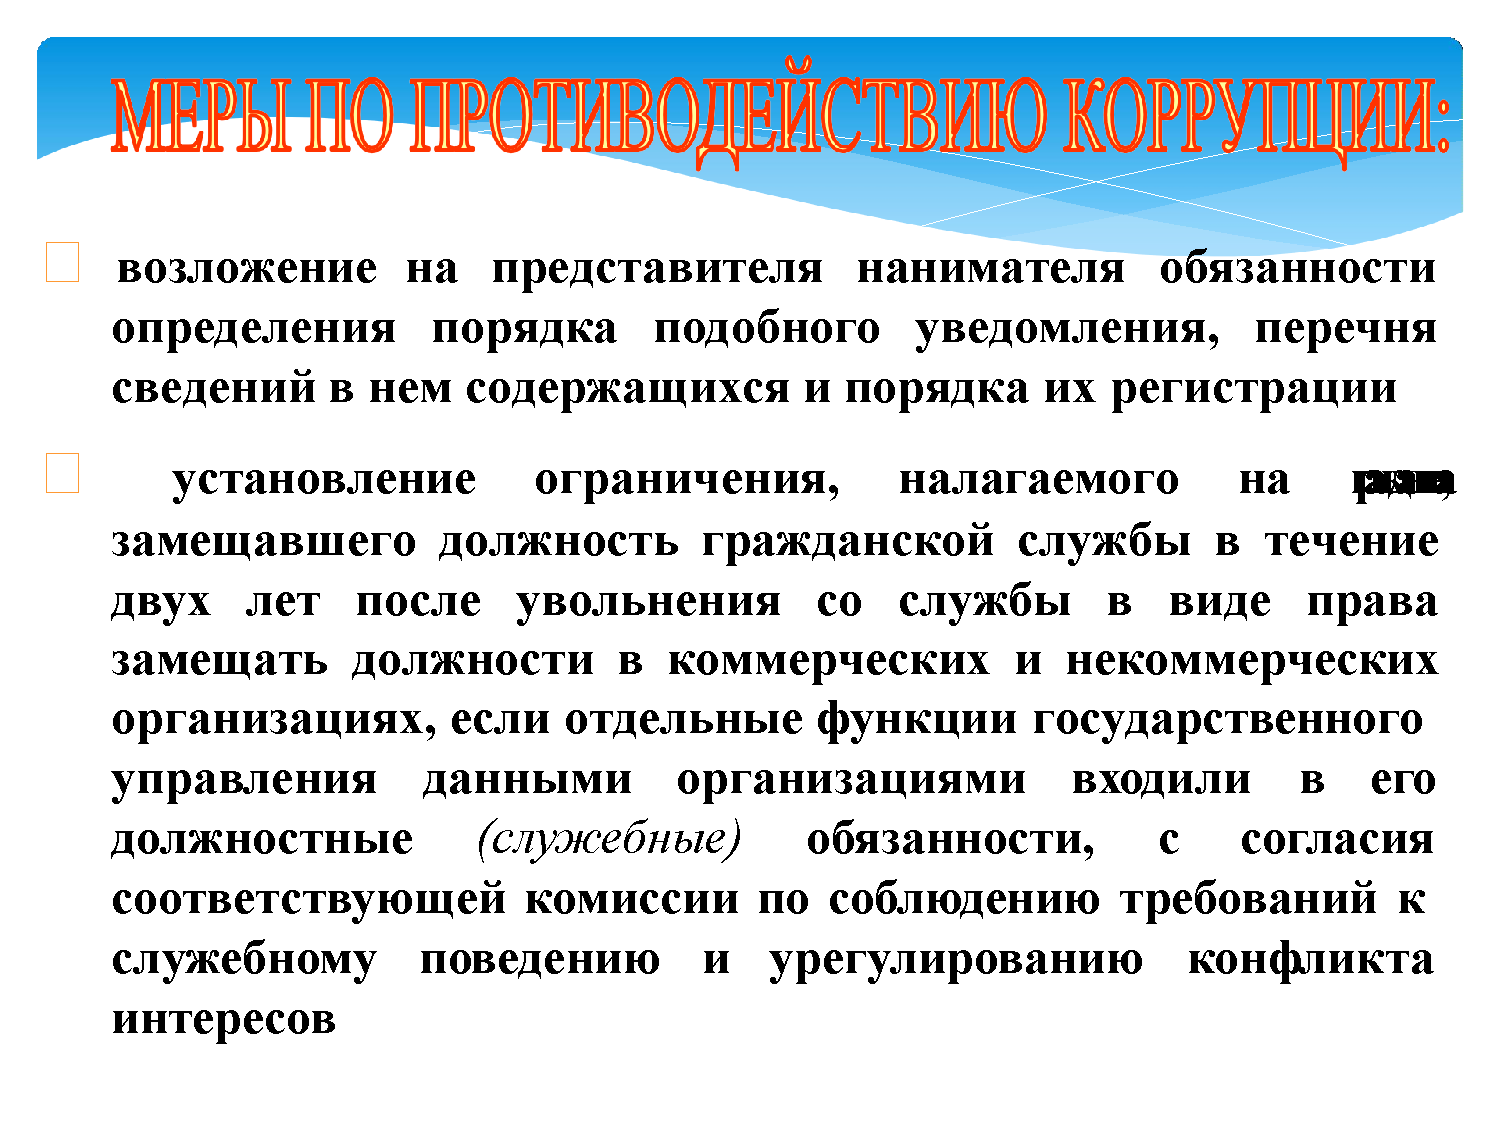 МЕРЫ ПО ПРОТИВОДЕЙСТВИЮ КОРРУПЦИИ:
возложение на представителя нанимателя обязанности
определения порядка подобного уведомления, перечня
сведений в нем содержащихся и порядка их регистрации
установление ограничения, налагаемого на
замещавшего должность гражданской службы в течение
двух лет после увольнения со службы в виде права
замещать должности в коммерческих и некоммерческих
организациях, если отдельные функции государственного
управления данными организациями входили в его
должностные (служебные) обязанности, с согласия
соответствующей комиссии по соблюдению требований к
служебному поведению и урегулированию конфликта
интересов